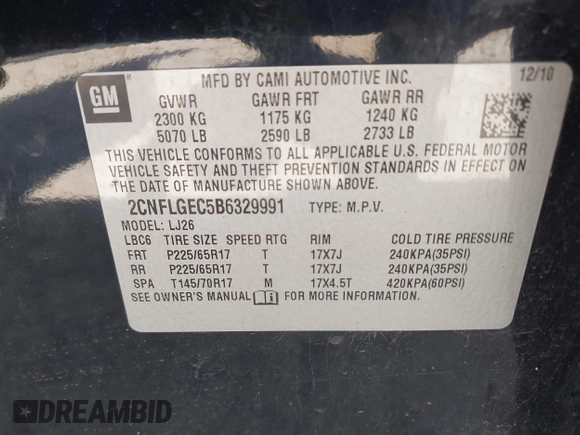 GM
MFD BY CAMI AUTOMOTIVE INC. 12/10
GVWR GAWR FRT GAWR RR
2300 KG 1175 KG 1240 KG
5070 LB 2590 LB 2733 LB
THIS VEHICLE CONFORMS TO ALL APPLICABLE U.S. FEDERAL MOTOR
VEHICLE SAFETY AND THEFT PREVENTION STANDARDS IN EFFECT ON
THE DATE OF MANUFACTURE SHOWN ABOVE.
2CNFLGEC5B6329991 TYPE: M.P.V.
MODEL: LJ26
LBC6 TIRE SIZE SPEED RTG RIM COLD TIRE PRESSURE
FRT P225/65R17 T 17X7J 240KPA(35PSI)
RR P225/65R17 T 17X7J 240KPA(35PSI)
SPA T145/70R17 M 17X4.5T 420KPA(60PSI)
SEE OWNER'S MANUAL FOR MORE INFORMATION
DREAMBID